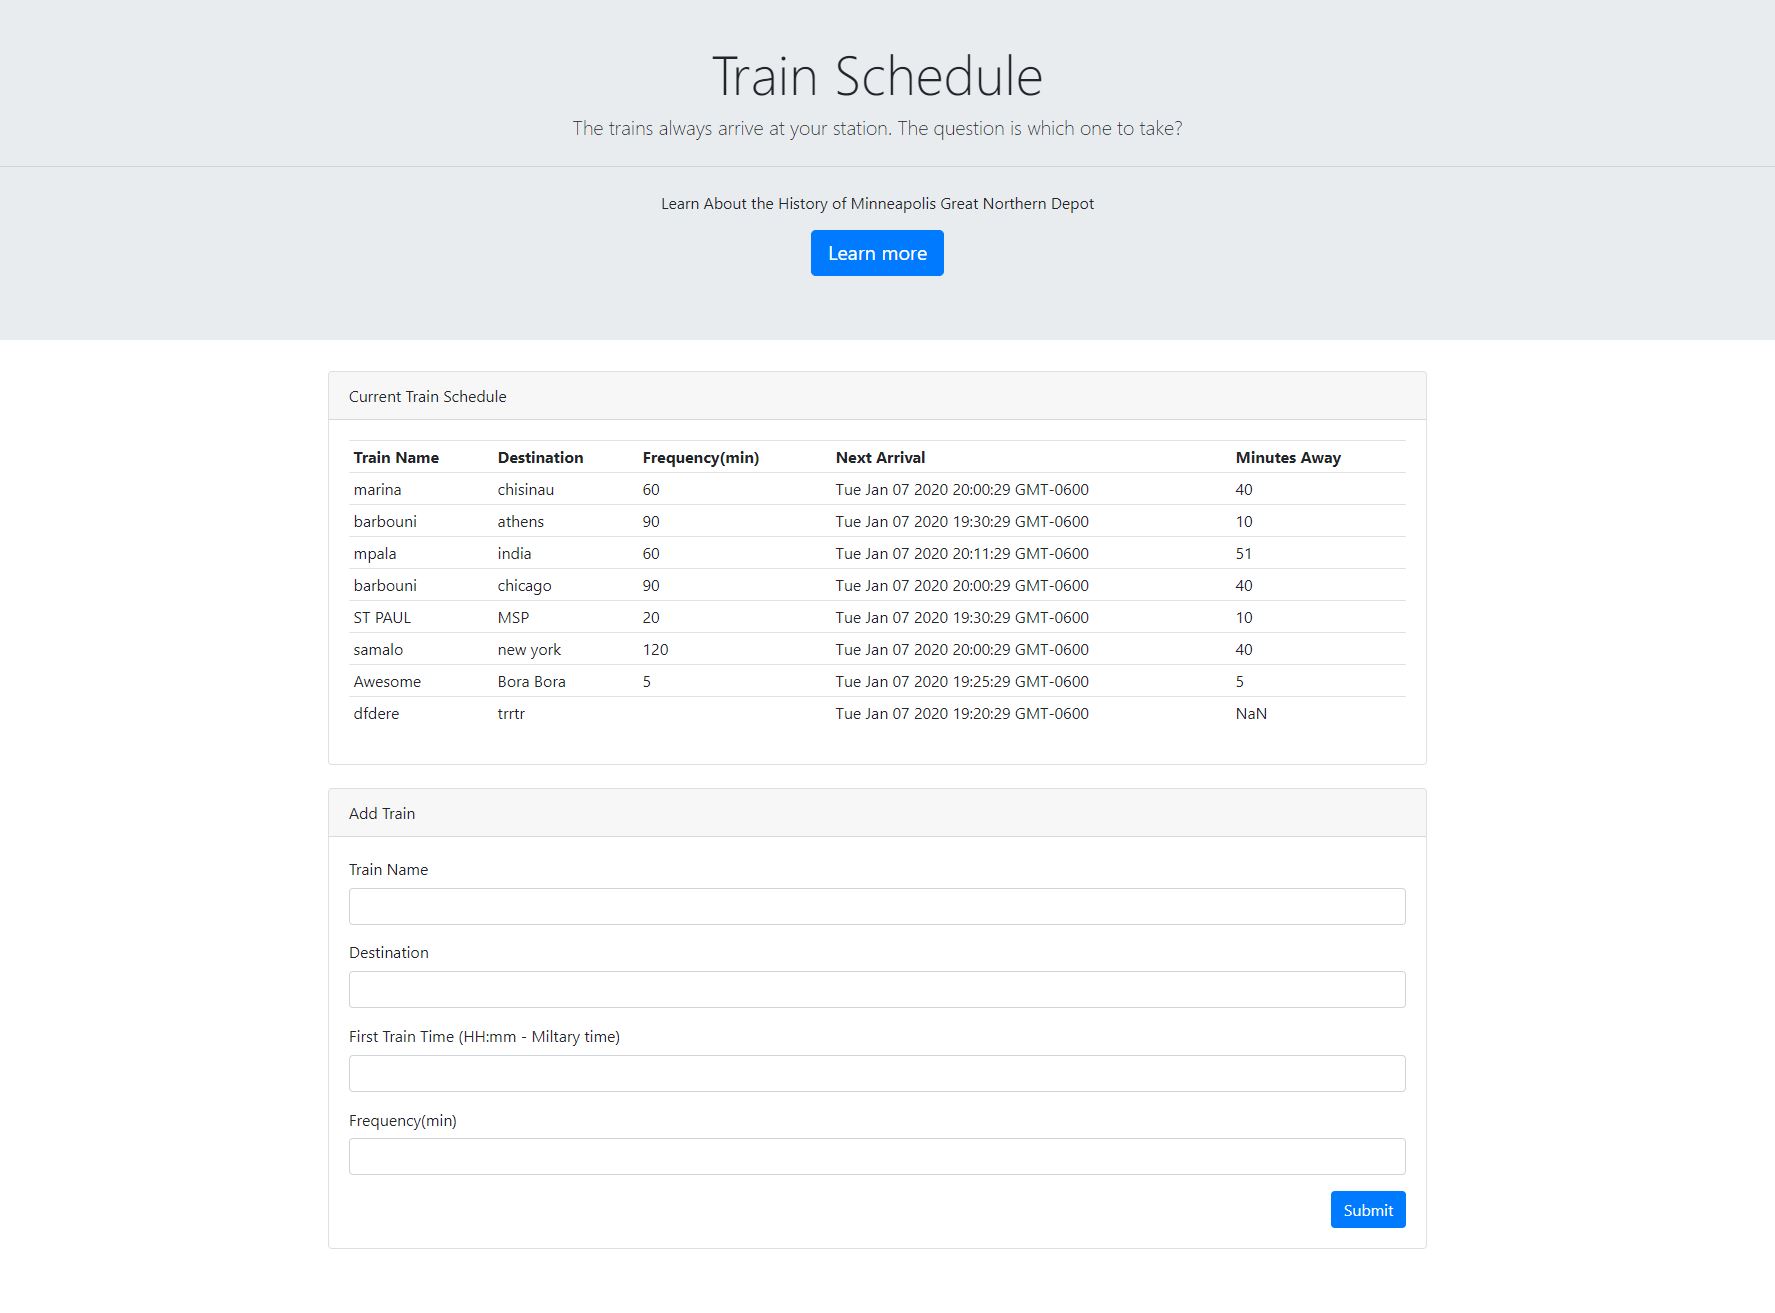 Train Schedule
The trains always arrive at your station. The question is which one to take?
Learn About the History of Minneapolis Great Northern Depot
Learn more
Current Train Schedule
Train Name Destination Frequency(min) Next Arrival Minutes Away
marina chisinau 60 Tue Jan 07 2020 20:00:29 GMT-0600 40
barbouni athens 90 Tue Jan 07 2020 19:30:29 GMT-0600 10
mpala india 60 Tue Jan 07 2020 20:11:29 GMT-0600 51
barbouni chicago 90 Tue Jan 07 2020 20:00:29 GMT-0600 40
ST PAUL MSP 20 Tue Jan 07 2020 19:30:29 GMT-0600 10
samalo new york 120 Tue Jan 07 2020 20:00:29 GMT-0600 40
Awesome Bora Bora 5 Tue Jan 07 2020 19:25:29 GMT-0600 5
dfdere trrtr Tue Jan 07 2020 19:20:29 GMT-0600 NaN
Add Train
Train Name
Destination
First Train Time (HH:mm - Miltary time)
Frequency(min)
Submit